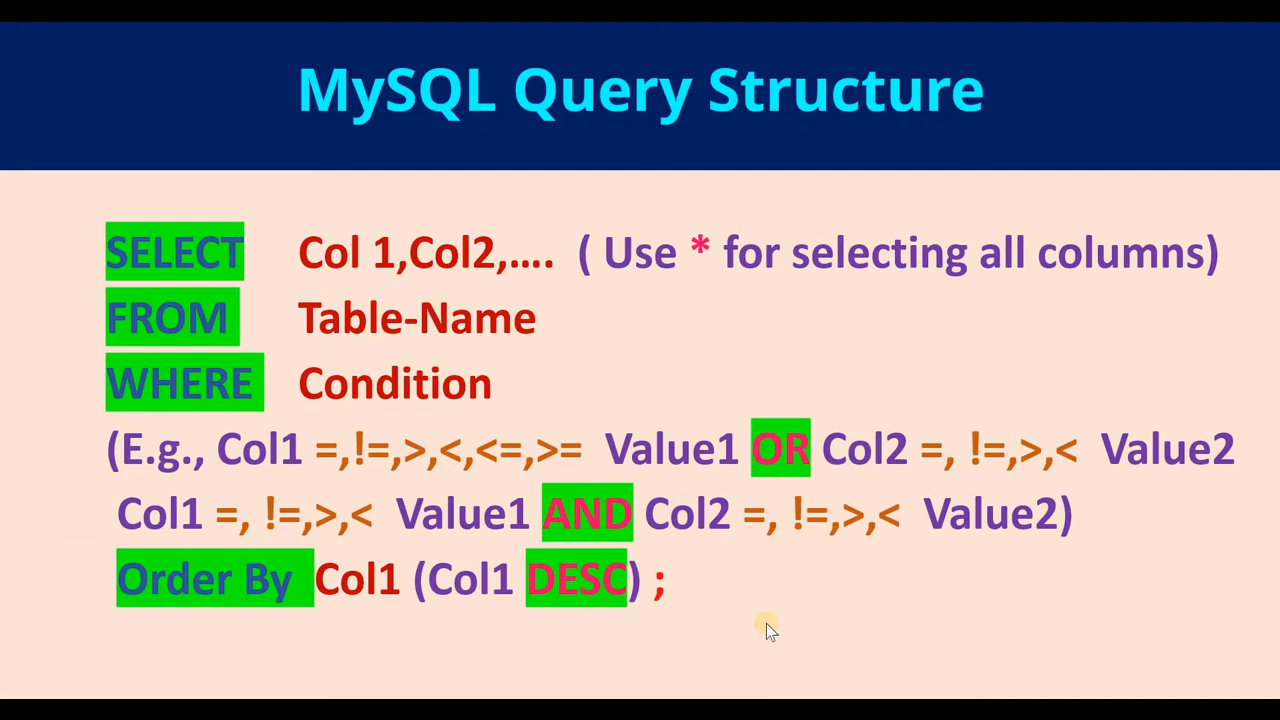 MySQL Query Structure
SELECT Col 1,Col2,.... ( Use * for selecting all columns)
FROM Table-Name
WHERE Condition
(E.g., Col1 =,!=,>,<,<=,>= Value1 OR Col2 =, !=,>,< Value2
Col1 =, !=,>,< Value1 AND Col2 =, !=,>,< Value2)
Order By Col1 (Col1 DESC) ;